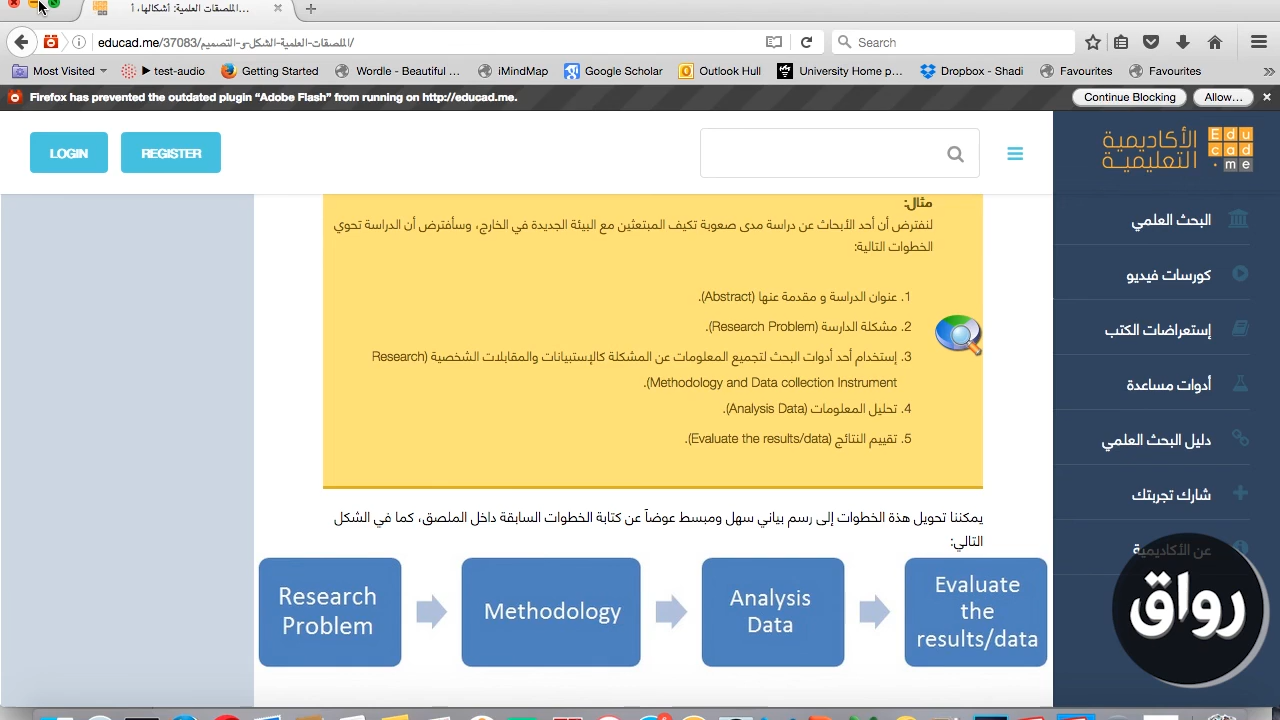 الملصقات العلمية: أشكالها، أ...
educad.me/37083/الملصقات-العلمية-الشكل-و-التصميم/
Search
Most Visited
test-audio
Getting Started
Wordle - Beautiful ...
iMindMap
Google Scholar
Outlook Hull
University Home p...
Dropbox - Shadi
Favourites
Favourites
Firefox has prevented the outdated plugin “Adobe Flash” from running on http://educad.me.
Continue Blocking
Allow...
LOGIN
REGISTER
الأكاديمية
التعليمية
Edu
cad
.me
البحث العلمي
كورسات فيديو
إستعراضات الكتب
أدوات مساعدة
دليل البحث العلمي
شارك تجربتك
عن الأكاديمية
رواق
مثال:
لنفترض أن أحد الأبحاث عن دراسة مدى صعوبة تكيف المبتعثين مع البيئة الجديدة في الخارج، وسأفترض أن الدراسة تحوي
الخطوات التالية:
1. عنوان الدراسة و مقدمة عنها (Abstract).
2. مشكلة الدارسة (Research Problem).
3. إستخدام أحد أدوات البحث لتجميع المعلومات عن المشكلة كالإستبيانات والمقابلات الشخصية (Research
Methodology and Data collection Instrument).
4. تحليل المعلومات (Analysis Data).
5. تقييم النتائج (Evaluate the results/data).
يمكننا تحويل هذة الخطوات إلى رسم بياني سهل ومبسط عوضاً عن كتابة الخطوات السابقة داخل الملصق، كما في الشكل
التالي:
Research
Problem
Methodology
Analysis
Data
Evaluate
the
results/data